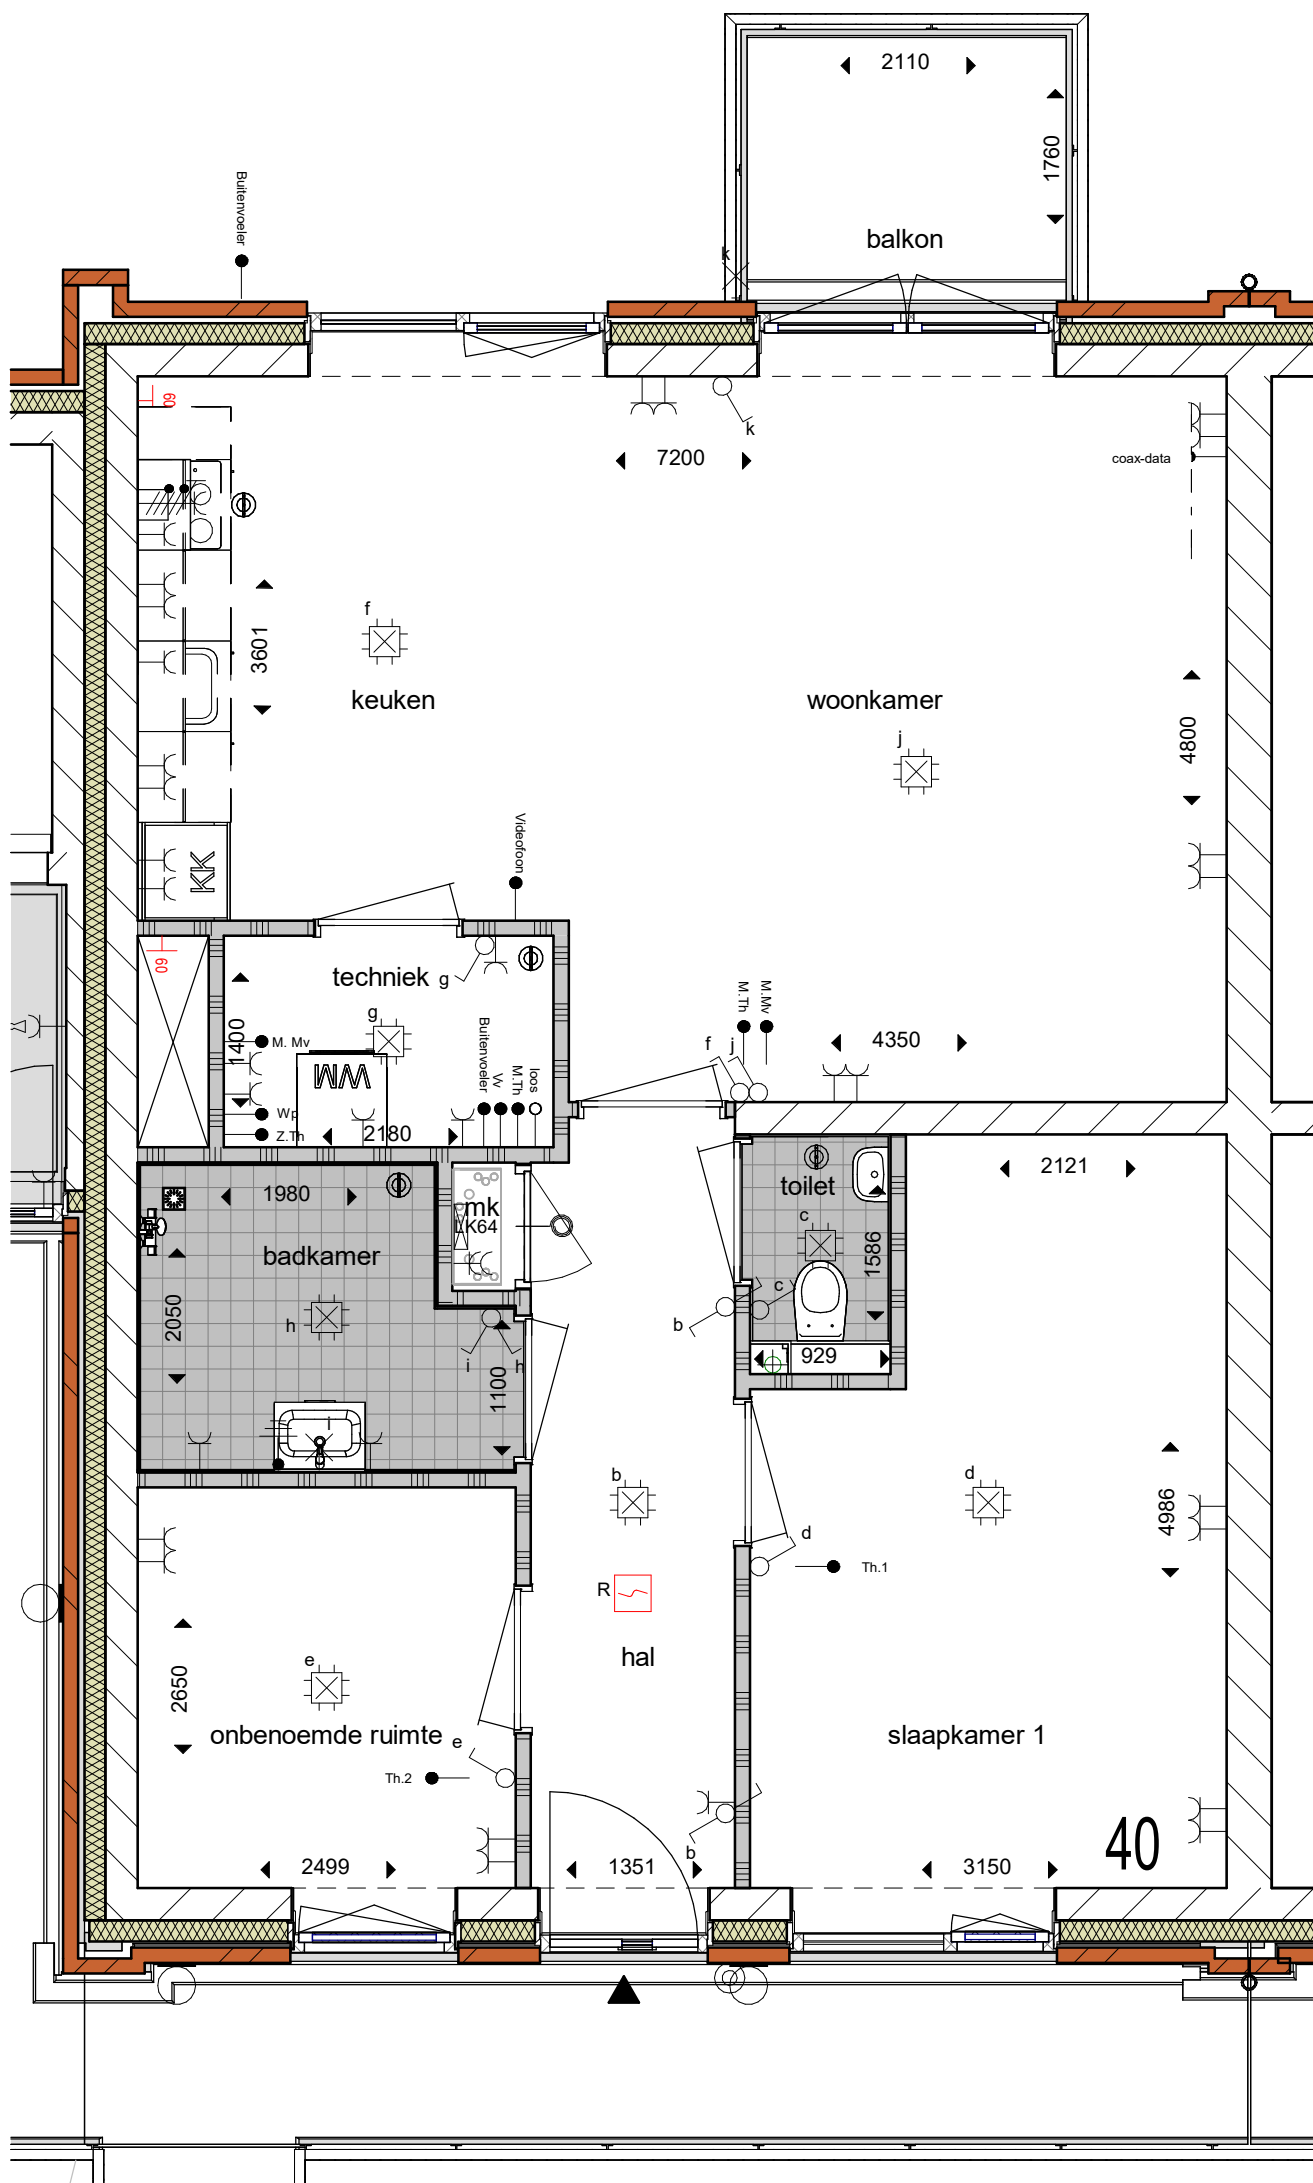 2110
1760
balkon
Buitenvoeler
k
60
k
7200
coax-data
3601
f
keuken
woonkamer
j
4800
KK
Videofoon
techniek
g
60
g
1400
M. Mv
WM
Wp
Z.Th
2180
Buitenvoeler
Vv
M.Th
loos
M.Th
M.Mv
f
j
4350
1980
mk
LK64
badkamer
2050
h
i
h
1100
i
toilet
c
1586
c
b
929
2121
b
d
4986
d
Th.1
R
hal
e
2650
onbenoemde ruimte
e
Th.2
slaapkamer 1
b
40
2499
1351
3150